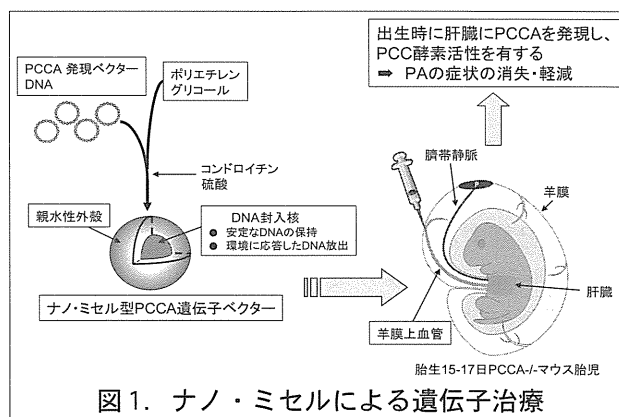 出生時に肝臓にPCCAを発現し、
PCC酵素活性を有する
➡ PAの症状の消失・軽減
PCCA 発現ベクター
DNA
ポリエチレン
グリコール
コンドロイチン
硫酸
親水性外殻
DNA封入核
● 安定なDNAの保持
● 環境に応答したDNA放出
ナノ・ミセル型PCCA遺伝子ベクター
臍帯静脈
羊膜
羊膜上血管
肝臓
胎生15-17日PCCA-/-マウス胎児
図1. ナノ・ミセルによる遺伝子治療